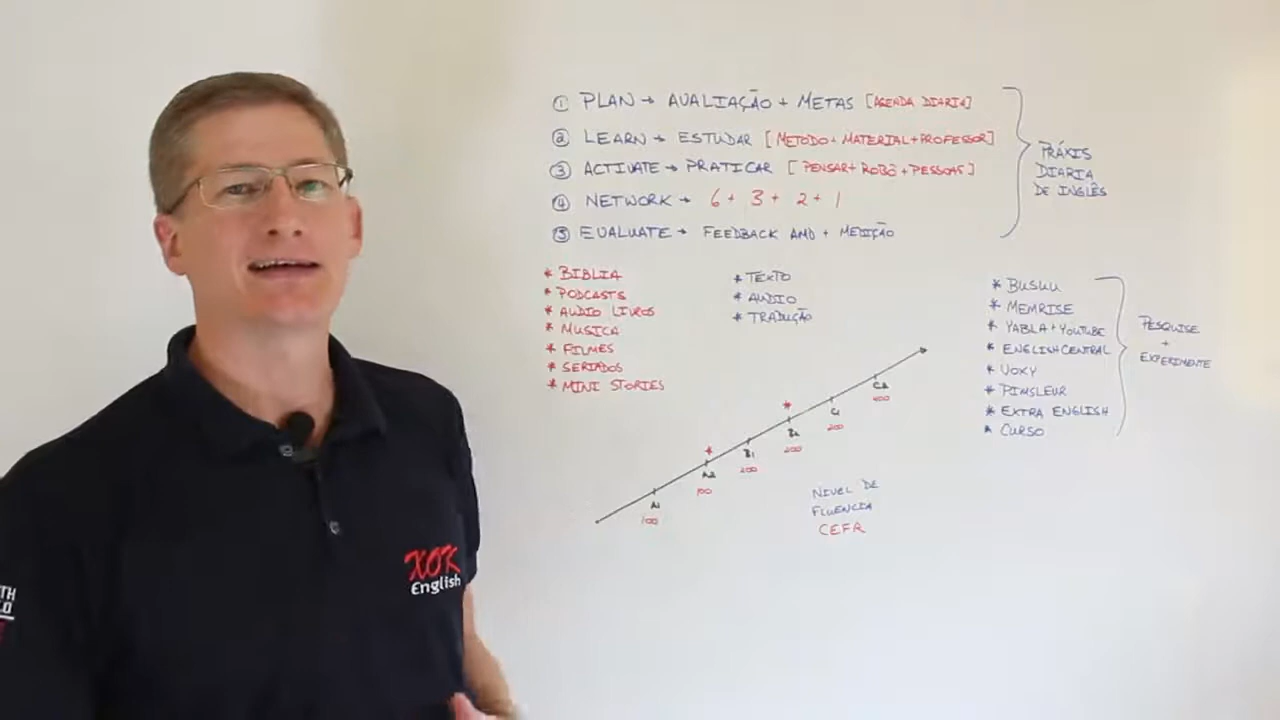 ① PLAN → AVALIAÇÃO + METAS [AGENDA DIARIA]
② LEARN → ESTUDAR [METODO + MATERIAL + PROFESSOR]
③ ACTIVATE → PRATICAR [PENSAR + ROBÔ + PESSOAS]
④ NETWORK → 6 + 3 + 2 + 1
⑤ EVALUATE → FEEDBACK AND + MEDIÇÃO
PRÁXIS
DIARIA
DE INGLÊS
* BIBLIA
* PODCASTS
* AUDIO LIVROS
* MUSICA
* FILMES
* SERIADOS
* MINI STORIES
* TEXTO
* AUDIO
* TRADUÇÃO
* BUSUU
* MEMRISE
* YABLA + YOUTUBE
* ENGLISHCENTRAL
* VOXY
* PIMSLEUR
* EXTRA ENGLISH
* CURSO
PESQUISE
+
EXPERIMENTE
A1
100
* A2
100
B1
200
* B2
200
C1
200
C2
400
NIVEL DE
FLUENCIA
CEFR
XOK
English